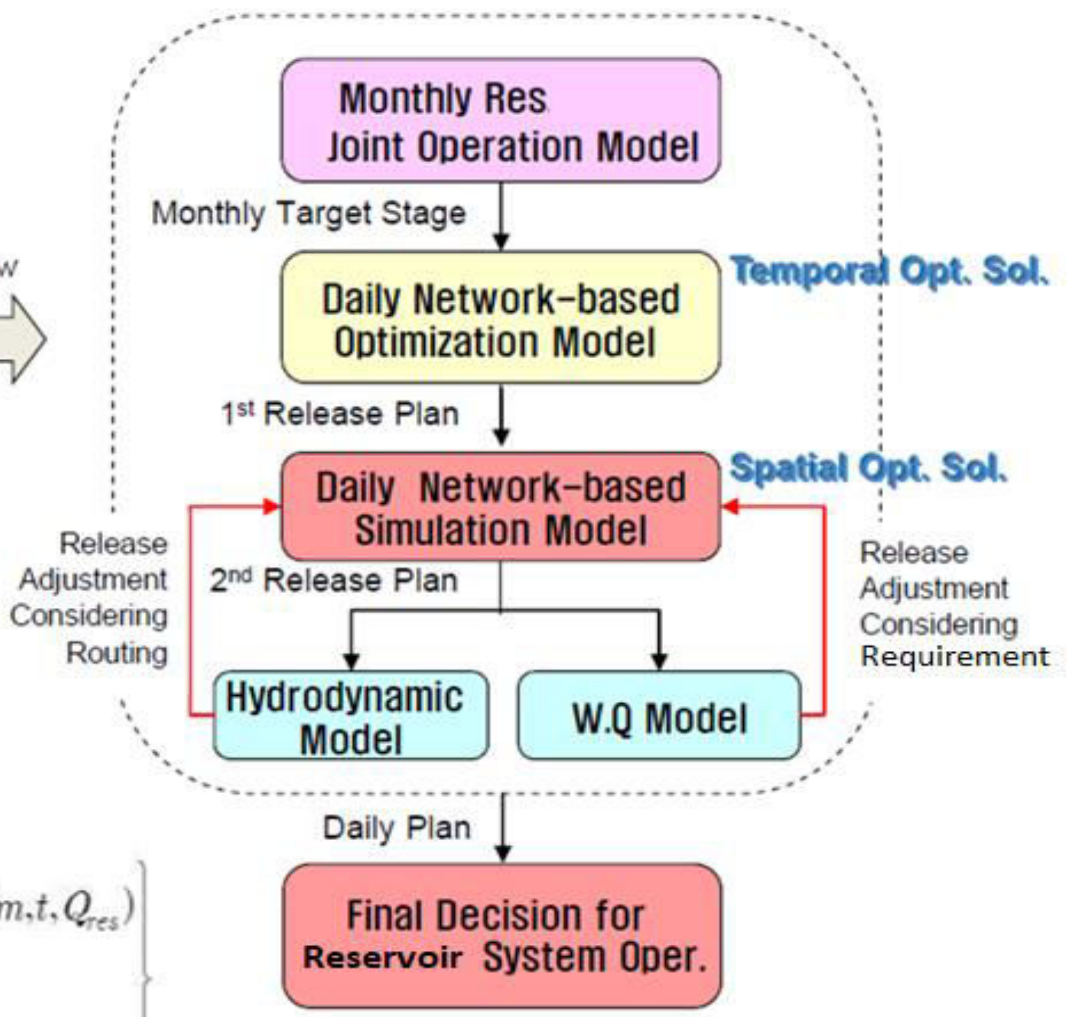 Monthly Res
Joint Operation Model
Monthly Target Stage
w
Daily Network-based
Optimization Model
Temporal Opt. Sol.
1st Release Plan
Daily Network-based
Simulation Model
Spatial Opt. Sol.
Release
Adjustment
Considering
Routing
2nd Release Plan
Release
Adjustment
Considering
Requirement
Hydrodynamic
Model
W.Q Model
Daily Plan
m,t,Qres)
Final Decision for
Reservoir System Oper.